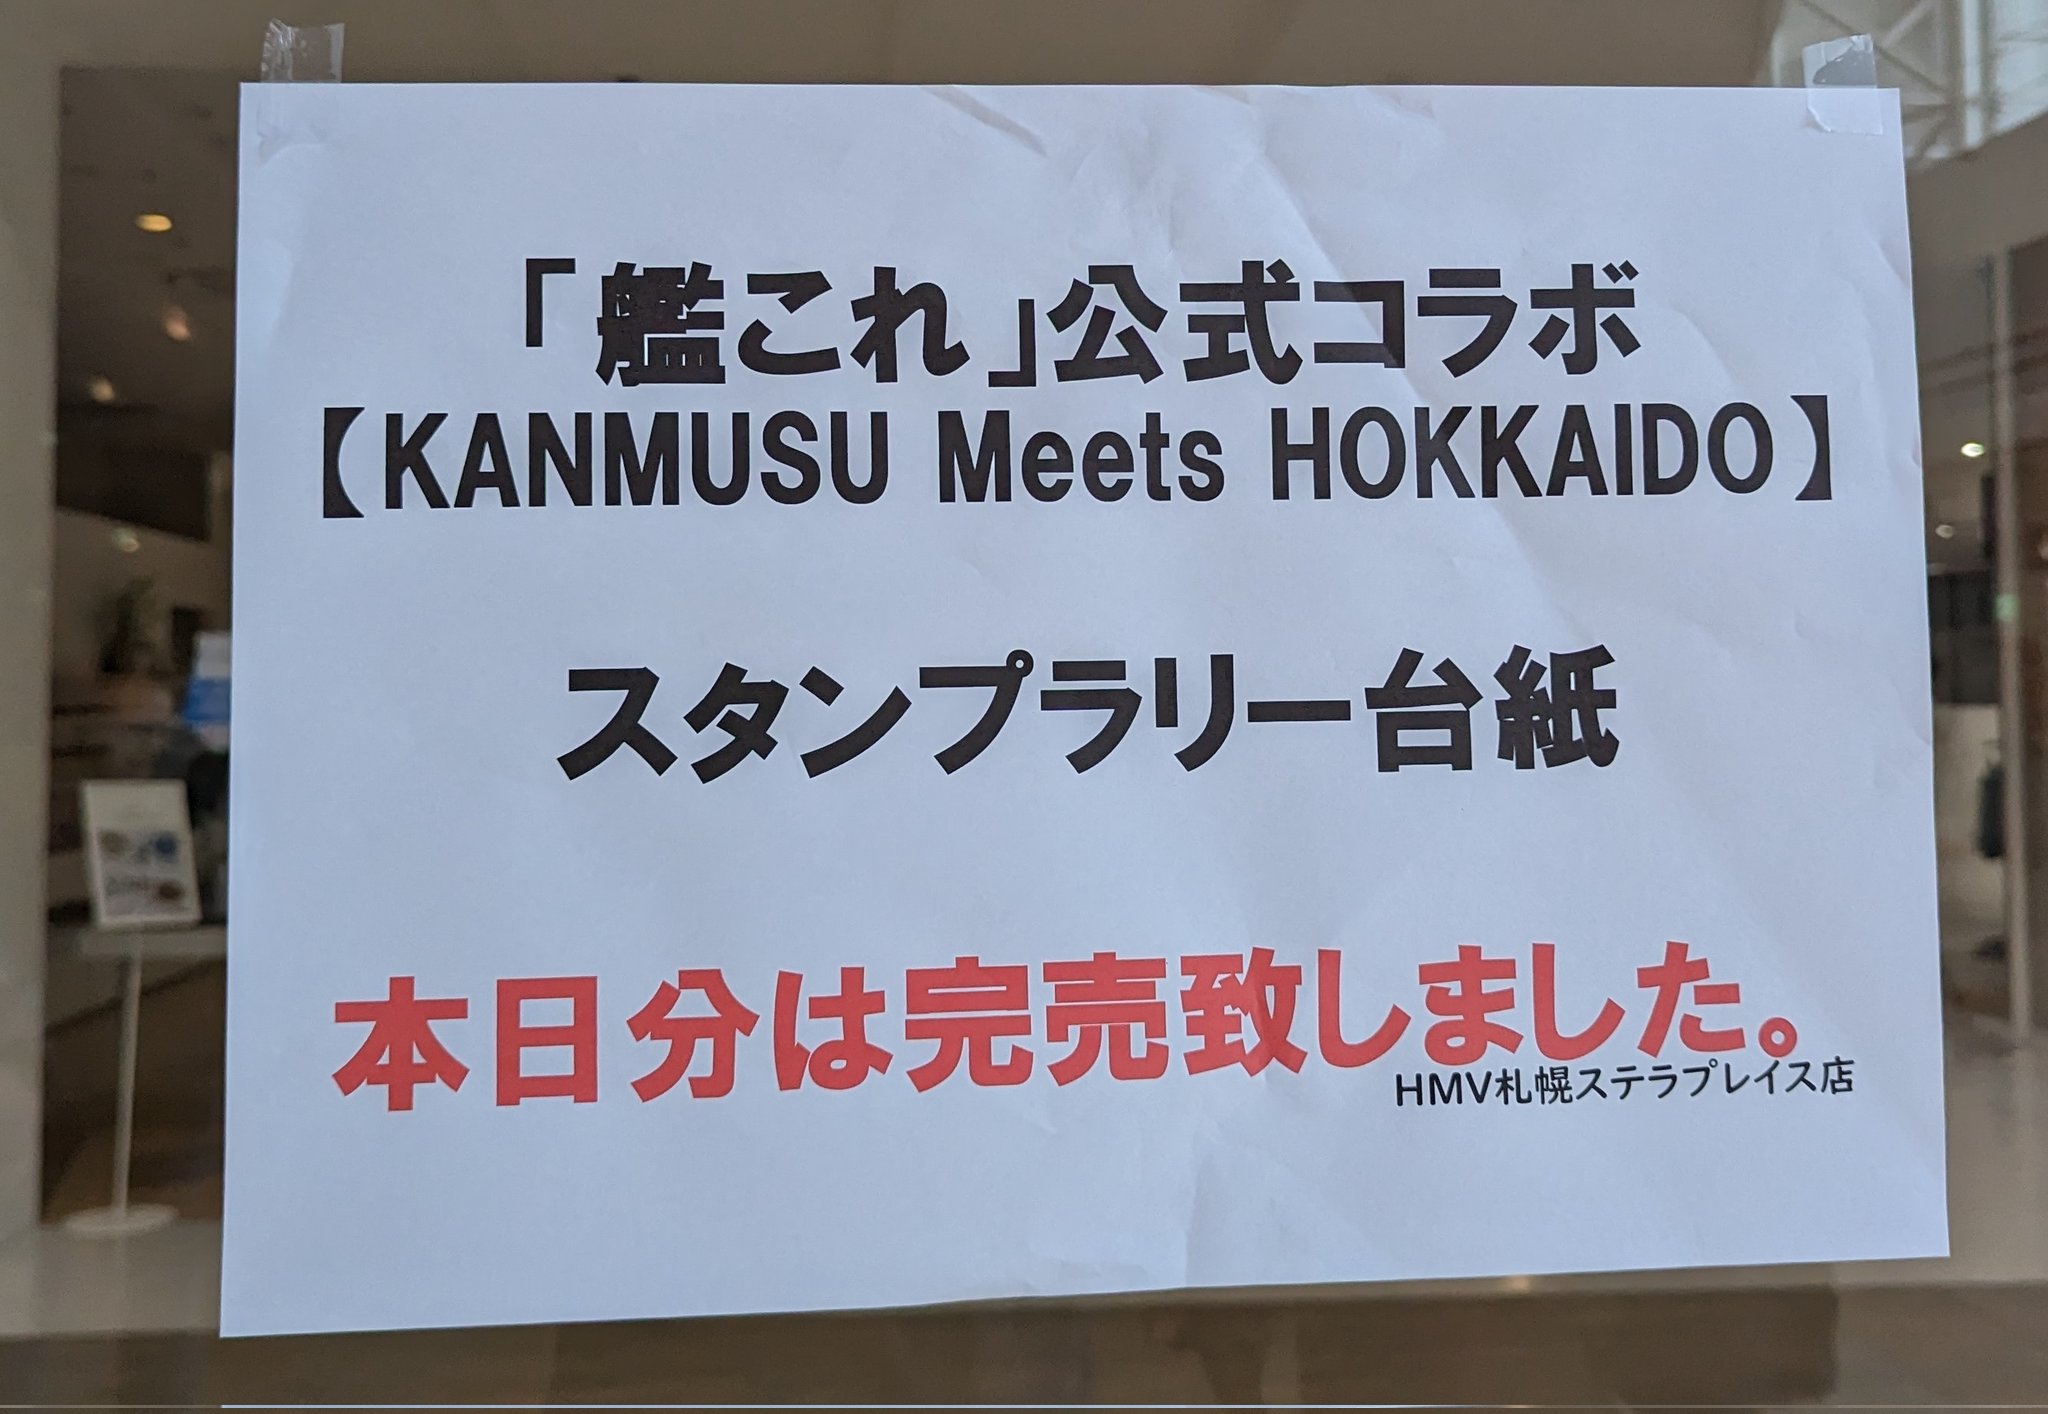 「艦これ」公式コラボ
【KANMUSU Meets HOKKAIDO】
スタンプラリー台紙
本日分は完売致しました。
HMV札幌ステラプレイス店